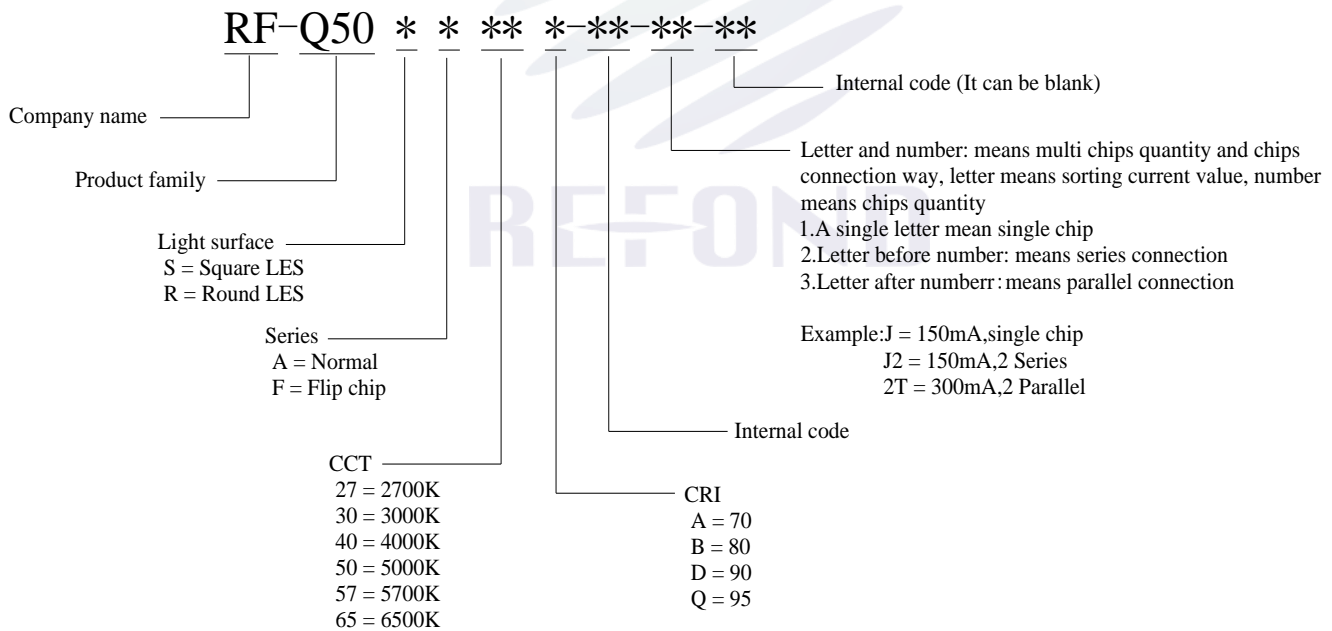 RF-Q50 * * ** *-**-**-**
Internal code (It can be blank)
Company name
Letter and number: means multi chips quantity and chips
connection way, letter means sorting current value, number
means chips quantity
1.A single letter mean single chip
2.Letter before number: means series connection
3.Letter after numberr：means parallel connection
Product family
Light surface
S = Square LES
R = Round LES
REFOND
Series
A = Normal
F = Flip chip
Example:J = 150mA,single chip
J2 = 150mA,2 Series
2T = 300mA,2 Parallel
Internal code
CCT
27 = 2700K
30 = 3000K
40 = 4000K
50 = 5000K
57 = 5700K
65 = 6500K
CRI
A = 70
B = 80
D = 90
Q = 95